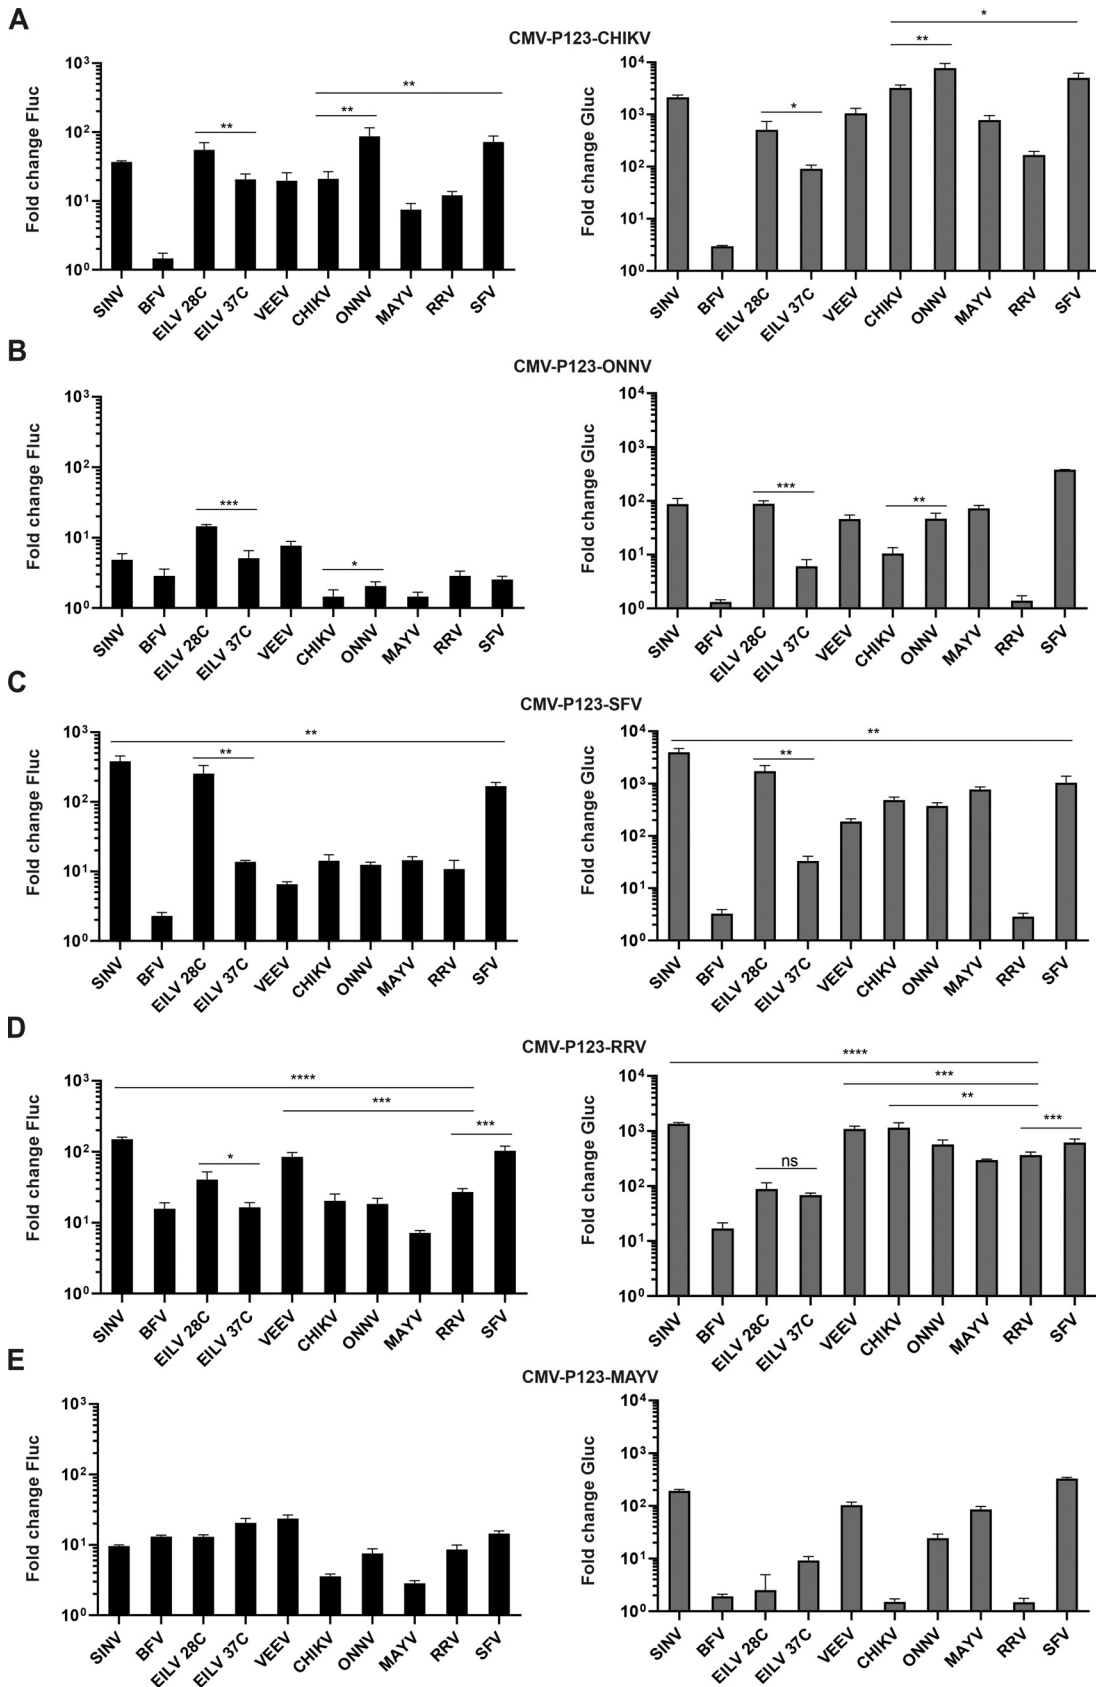 A
CMV-P123-CHIKV
Fold change Fluc
10³
10²
10¹
10⁰
**
**
**
SINV
BFV
EILV 28C
EILV 37C
VEEV
CHIKV
ONNV
MAYV
RRV
SFV
Fold change Gluc
10⁴
10³
10²
10¹
10⁰
*
**
*
SINV
BFV
EILV 28C
EILV 37C
VEEV
CHIKV
ONNV
MAYV
RRV
SFV
B
CMV-P123-ONNV
Fold change Fluc
10³
10²
10¹
10⁰
***
*
SINV
BFV
EILV 28C
EILV 37C
VEEV
CHIKV
ONNV
MAYV
RRV
SFV
Fold change Gluc
10⁴
10³
10²
10¹
10⁰
***
**
SINV
BFV
EILV 28C
EILV 37C
VEEV
CHIKV
ONNV
MAYV
RRV
SFV
C
CMV-P123-SFV
Fold change Fluc
10³
10²
10¹
10⁰
**
**
SINV
BFV
EILV 28C
EILV 37C
VEEV
CHIKV
ONNV
MAYV
RRV
SFV
Fold change Gluc
10⁴
10³
10²
10¹
10⁰
**
**
SINV
BFV
EILV 28C
EILV 37C
VEEV
CHIKV
ONNV
MAYV
RRV
SFV
D
CMV-P123-RRV
Fold change Fluc
10³
10²
10¹
10⁰
****
***
***
*
SINV
BFV
EILV 28C
EILV 37C
VEEV
CHIKV
ONNV
MAYV
RRV
SFV
Fold change Gluc
10⁴
10³
10²
10¹
10⁰
****
***
**
***
ns
SINV
BFV
EILV 28C
EILV 37C
VEEV
CHIKV
ONNV
MAYV
RRV
SFV
E
CMV-P123-MAYV
Fold change Fluc
10³
10²
10¹
10⁰
SINV
BFV
EILV 28C
EILV 37C
VEEV
CHIKV
ONNV
MAYV
RRV
SFV
Fold change Gluc
10⁴
10³
10²
10¹
10⁰
SINV
BFV
EILV 28C
EILV 37C
VEEV
CHIKV
ONNV
MAYV
RRV
SFV